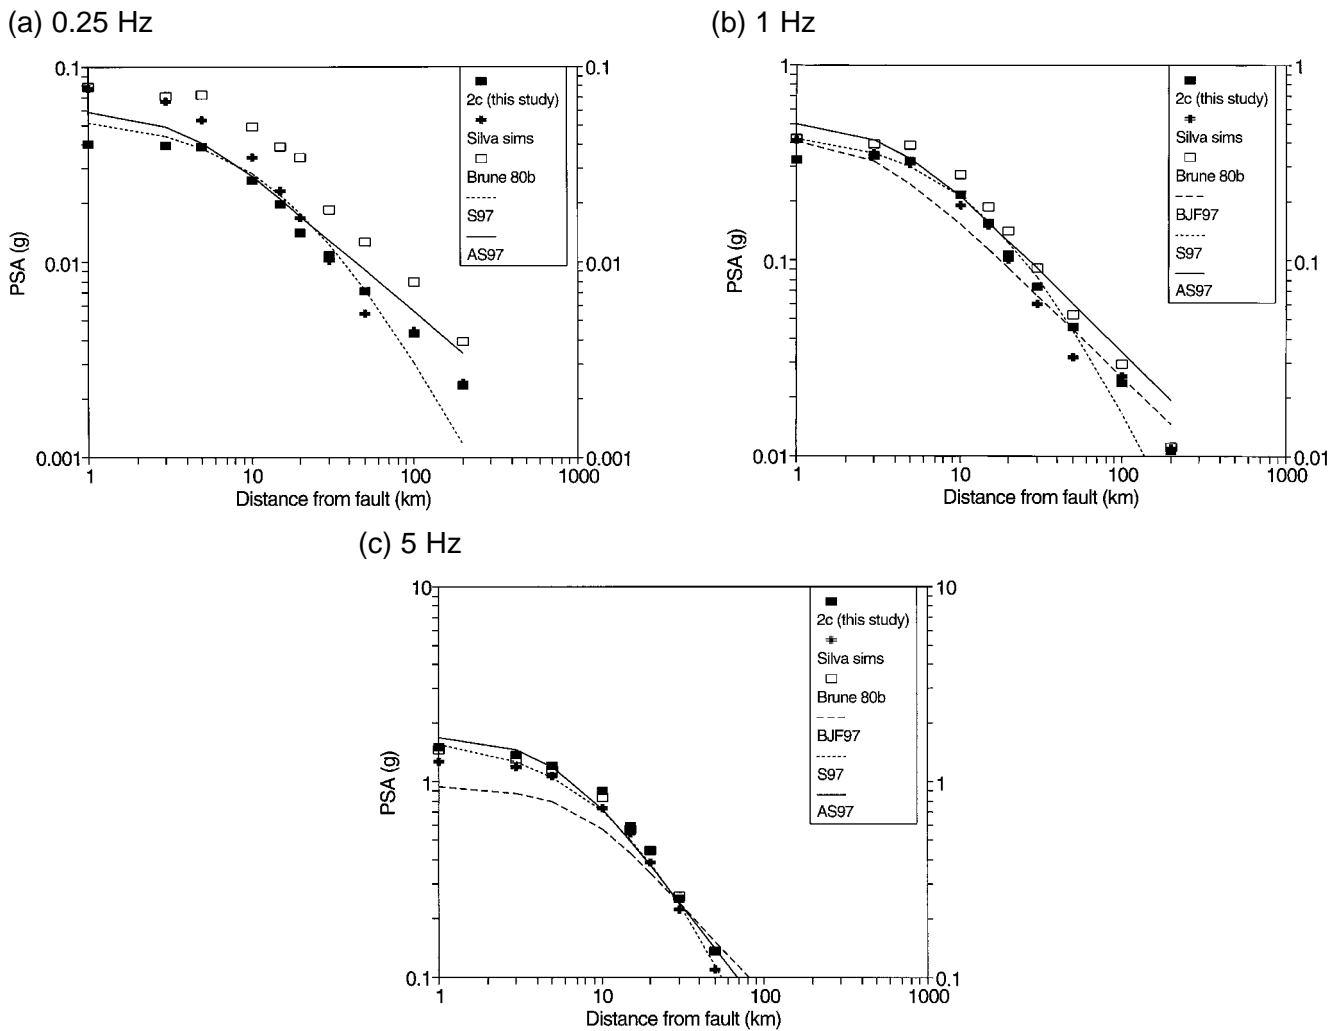 (a) 0.25 Hz
0.1
0.01
0.001
PSA (g)
1
10
100
1000
Distance from fault (km)
0.1
0.01
0.001
2c (this study)
Silva sims
Brune 80b
S97
AS97
(b) 1 Hz
1
0.1
0.01
PSA (g)
1
10
100
1000
Distance from fault (km)
1
0.1
0.01
2c (this study)
Silva sims
Brune 80b
BJF97
S97
AS97
(c) 5 Hz
10
1
0.1
PSA (g)
1
10
100
1000
Distance from fault (km)
10
1
0.1
2c (this study)
Silva sims
Brune 80b
BJF97
S97
AS97